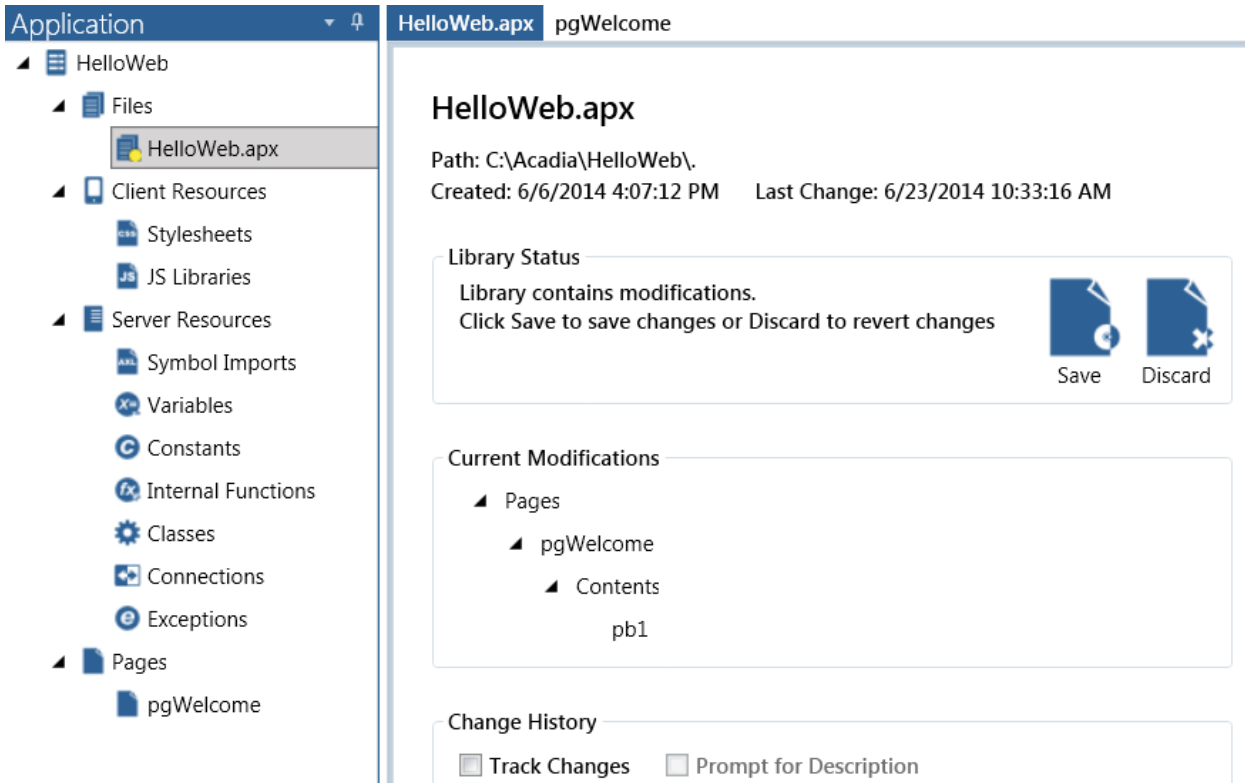 Application
HelloWeb
Files
HelloWeb.apx
Client Resources
CSS
Stylesheets
JS
JS Libraries
Server Resources
AXL
Symbol Imports
X=
Variables
C
Constants
fx
Internal Functions
Classes
Connections
e
Exceptions
Pages
pgWelcome
HelloWeb.apx pgWelcome
HelloWeb.apx
Path: C:\Acadia\HelloWeb\.
Created: 6/6/2014 4:07:12 PM Last Change: 6/23/2014 10:33:16 AM
Library Status
Library contains modifications.
Click Save to save changes or Discard to revert changes
Save Discard
Current Modifications
Pages
pgWelcome
Contents
pb1
Change History
Track Changes Prompt for Description